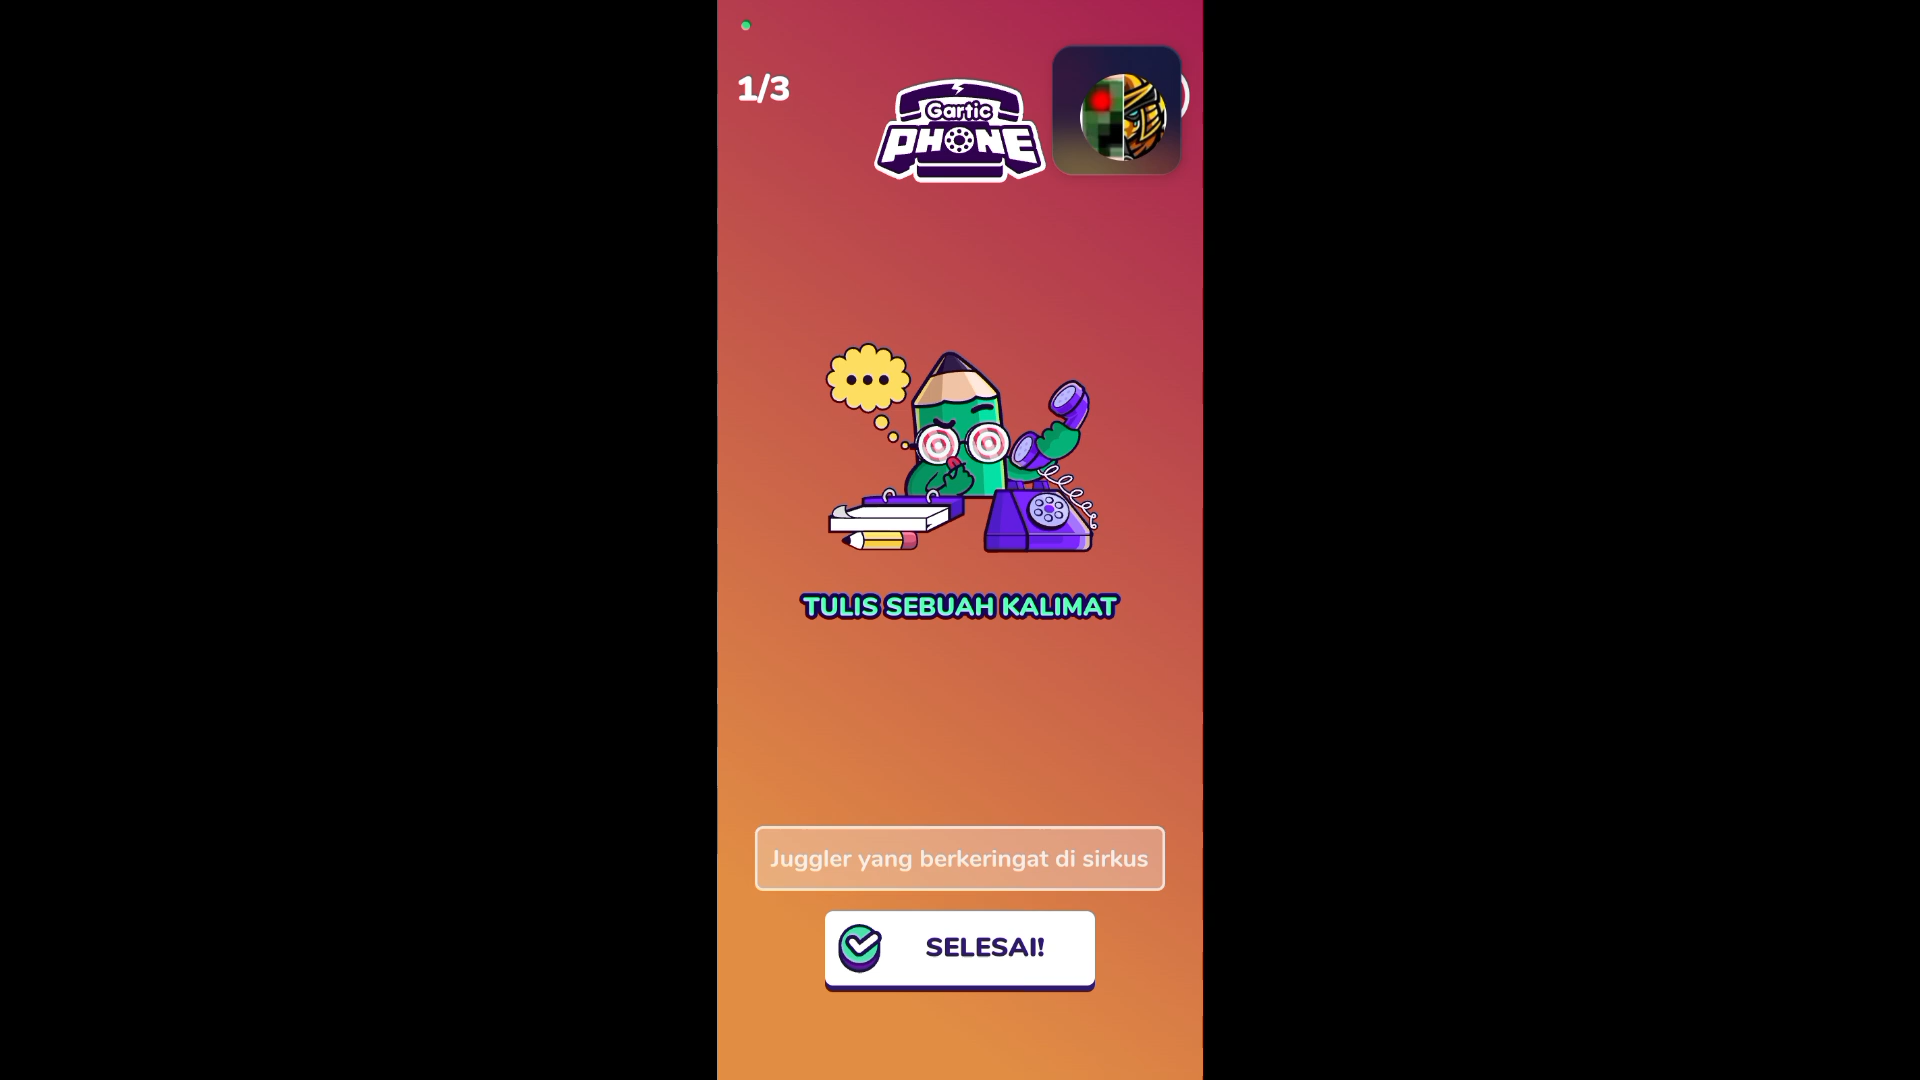 1/3
Gartic
PHONE
TULIS SEBUAH KALIMAT
Juggler yang berkeringat di sirkus
SELESAI!